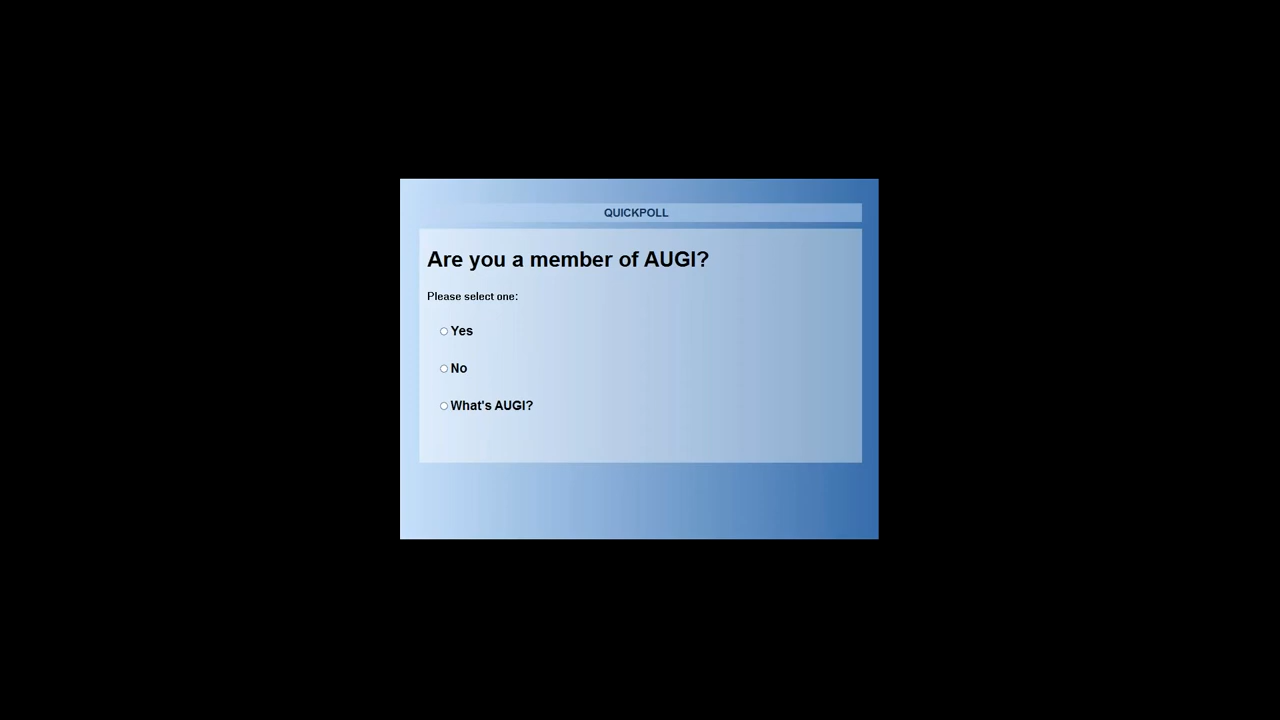 QUICKPOLL
Are you a member of AUGI?
Please select one:
Yes
No
What's AUGI?